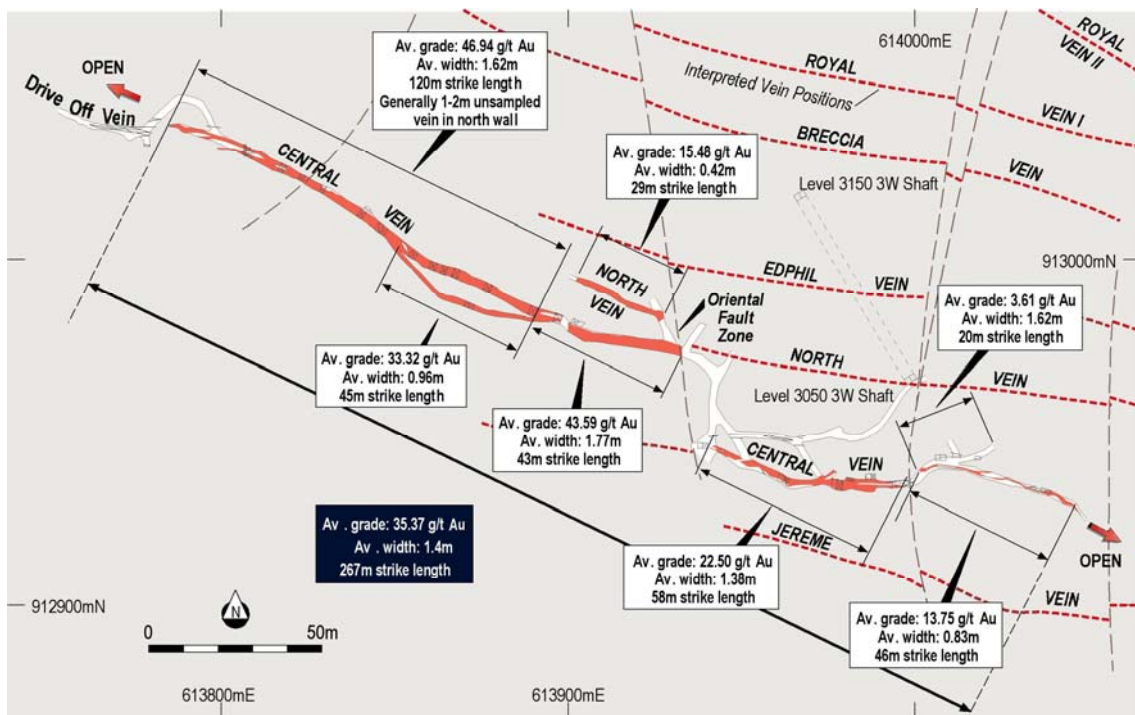 Av. grade: 46.94 g/t Au
Av. width: 1.62m
120m strike length
Generally 1-2m unsampled
vein in north wall
OPEN
Drive Off Vein
CENTRAL
VEIN
614000mE
ROYAL
VEIN II
ROYAL
VEIN I
Interpreted Vein Positions
BRECCIA
VEIN
Av. grade: 15.48 g/t Au
Av. width: 0.42m
29m strike length
Level 3150 3W Shaft
913000mN
EDPHIL
VEIN
NORTH
VEIN
Oriental
Fault
Zone
Av. grade: 3.61 g/t Au
Av. width: 1.62m
20m strike length
NORTH
VEIN
Av. grade: 33.32 g/t Au
Av. width: 0.96m
45m strike length
Level 3050 3W Shaft
Av. grade: 43.59 g/t Au
Av. width: 1.77m
43m strike length
CENTRAL
VEIN
Av . grade: 35.37 g/t Au
Av . width: 1.4m
267m strike length
JEREME
VEIN
OPEN
Av. grade: 22.50 g/t Au
Av. width: 1.38m
58m strike length
Av. grade: 13.75 g/t Au
Av. width: 0.83m
46m strike length
912900mN
N
0
50m
613800mE
613900mE